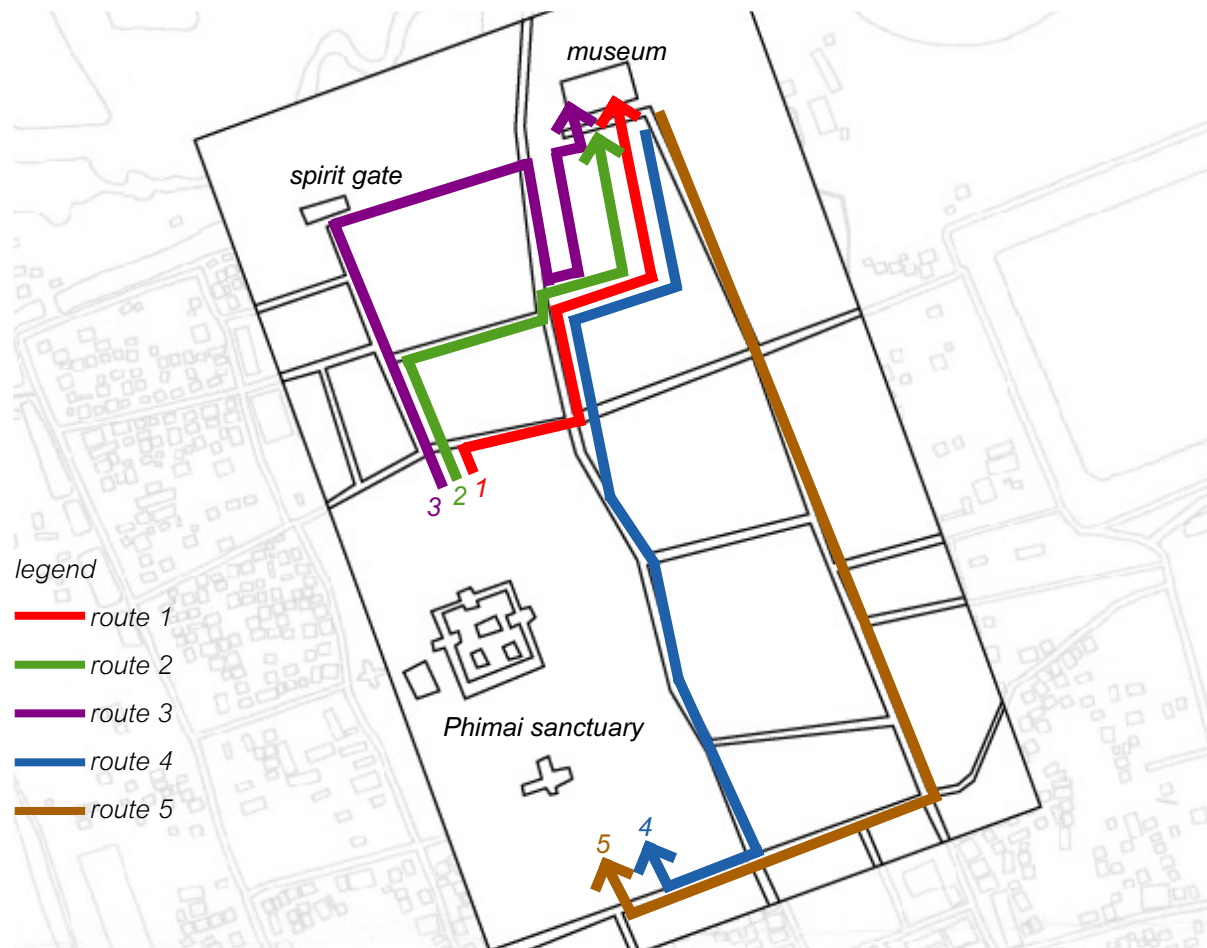 museum
spirit gate
3
2
1
legend
route 1
route 2
route 3
route 4
route 5
Phimai sanctuary
5
4